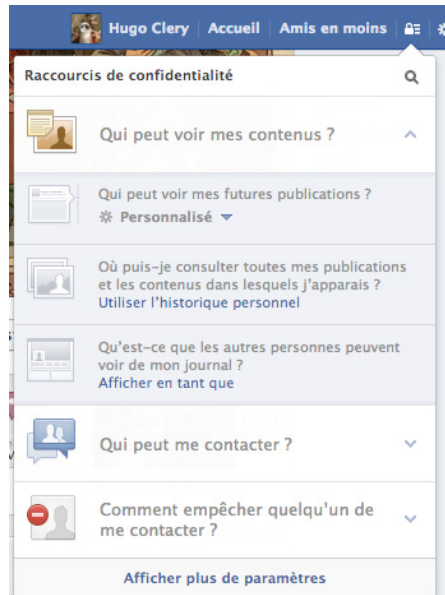 Hugo Clery Accueil Amis en moins
Raccourcis de confidentialité
Qui peut voir mes contenus ?
Qui peut voir mes futures publications ?
Personnalisé
Où puis-je consulter toutes mes publications
et les contenus dans lesquels j'apparais ?
Utiliser l'historique personnel
Qu'est-ce que les autres personnes peuvent
voir de mon journal ?
Afficher en tant que
Qui peut me contacter ?
Comment empêcher quelqu'un de
me contacter ?
Afficher plus de paramètres